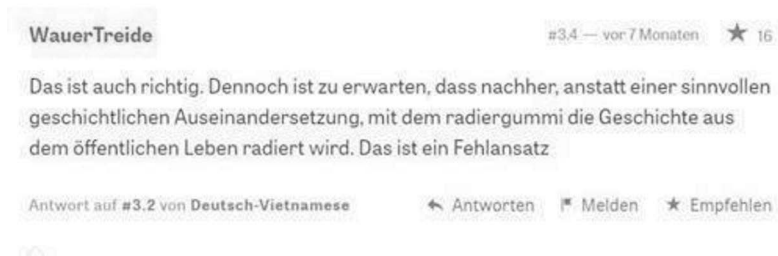 WauerTreide
#3.4 — vor 7 Monaten ★ 16
Das ist auch richtig. Dennoch ist zu erwarten, dass nachher, anstatt einer sinnvollen
geschichtlichen Auseinandersetzung, mit dem radiergummi die Geschichte aus
dem öffentlichen Leben radiert wird. Das ist ein Fehlansatz
Antwort auf #3.2 von Deutsch-Vietnamese
Antworten Melden ★ Empfehlen